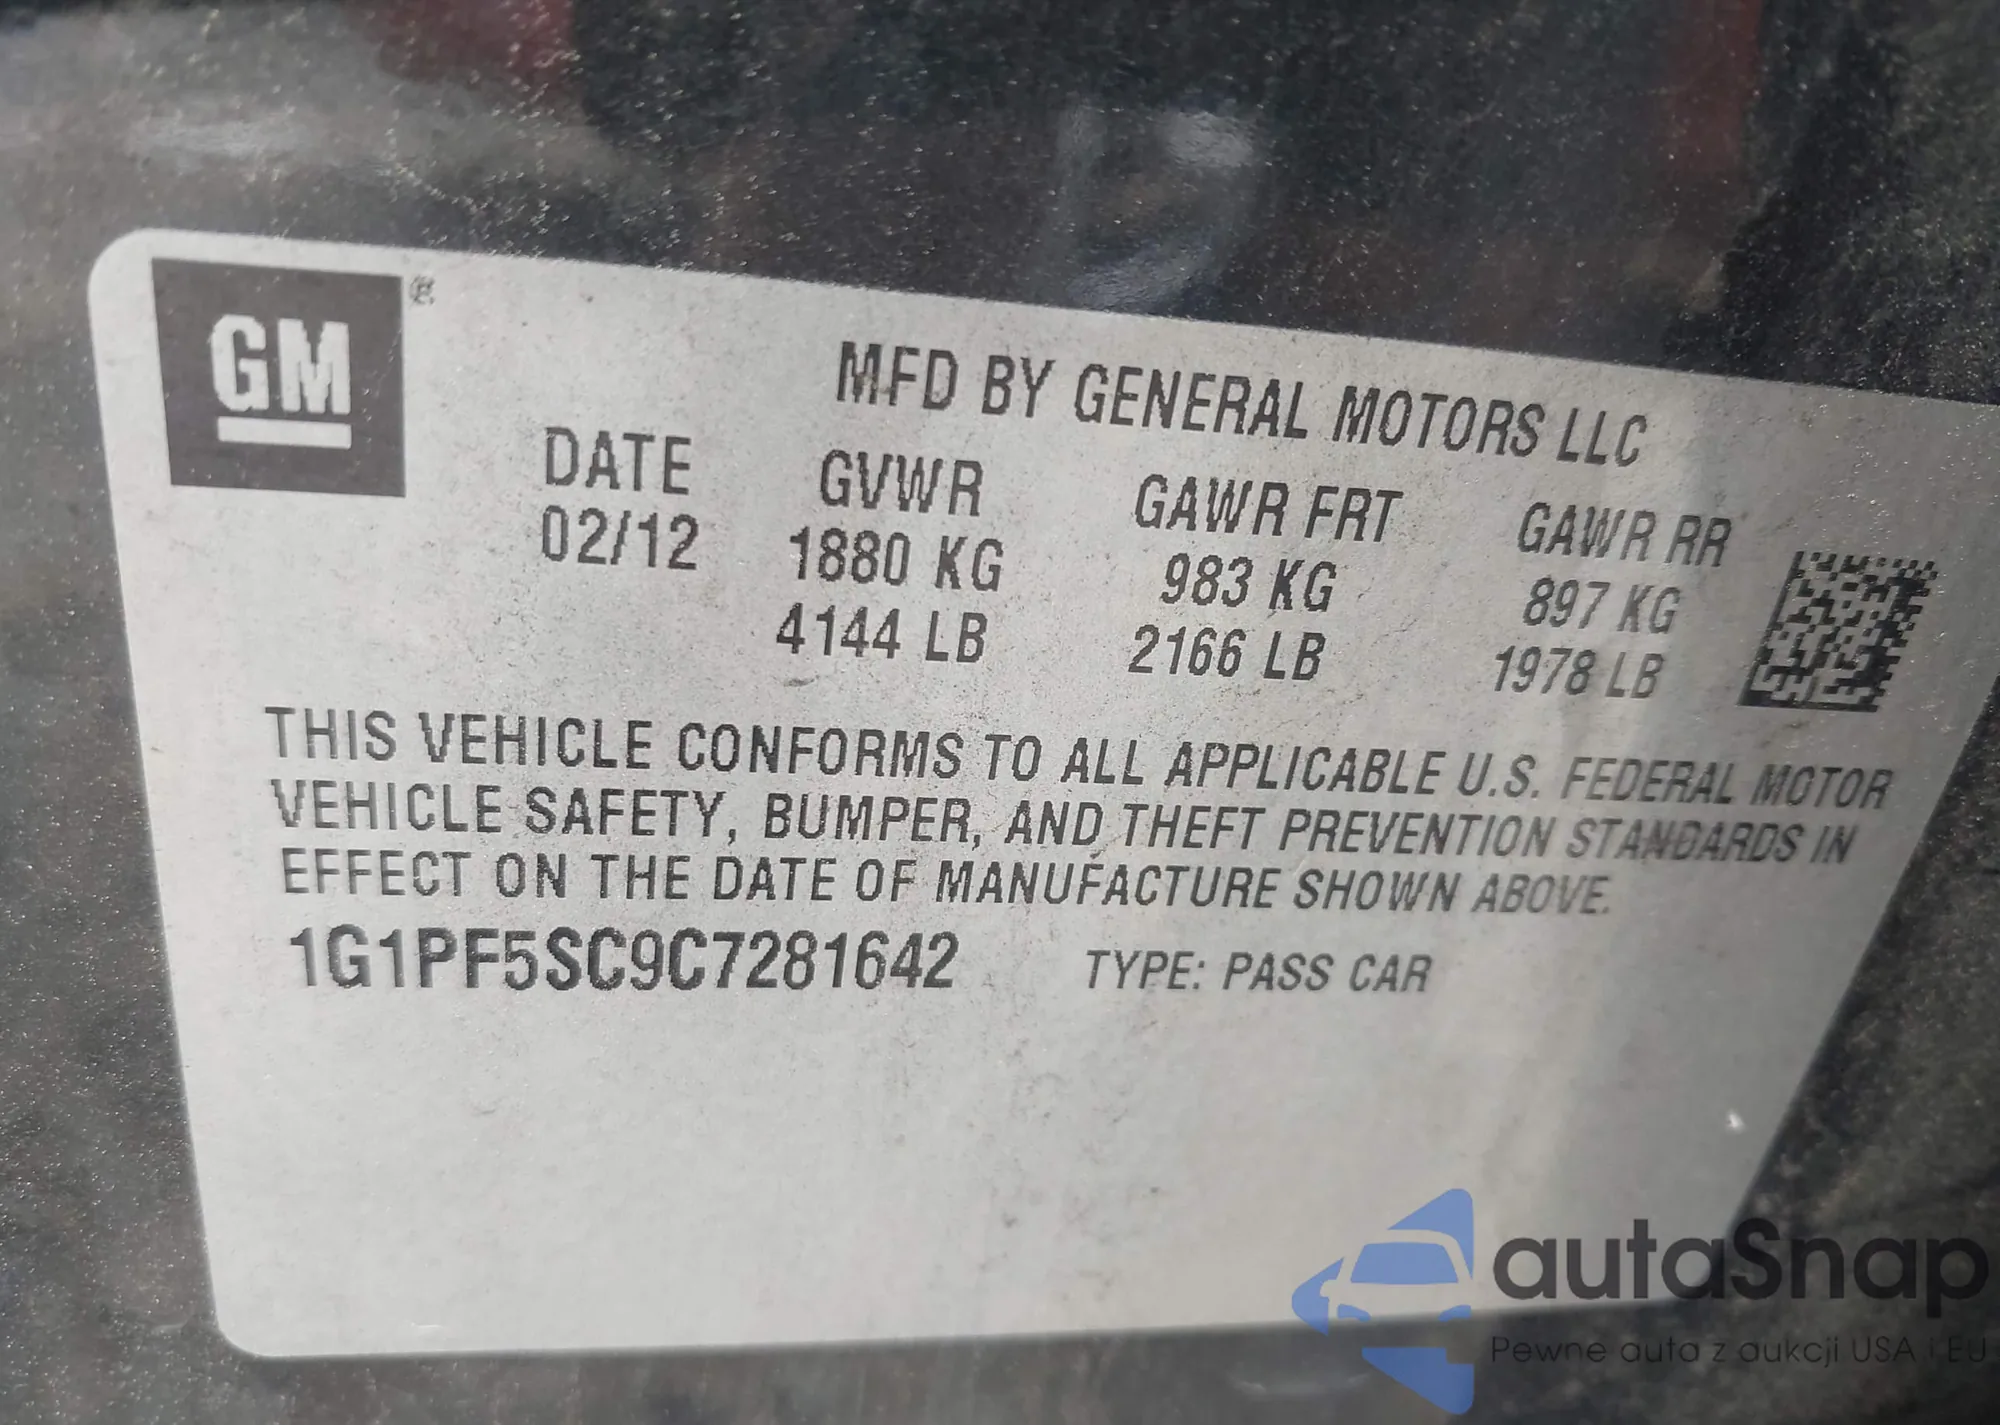 GM ®
MFD BY GENERAL MOTORS LLC
DATE GVWR GAWR FRT GAWR RR
02/12 1880 KG 983 KG 897 KG
4144 LB 2166 LB 1978 LB
THIS VEHICLE CONFORMS TO ALL APPLICABLE U.S. FEDERAL MOTOR
VEHICLE SAFETY, BUMPER, AND THEFT PREVENTION STANDARDS IN
EFFECT ON THE DATE OF MANUFACTURE SHOWN ABOVE.
1G1PF5SC9C7281642 TYPE: PASS CAR
autaSnap
Pewne auta z aukcji USA i EU